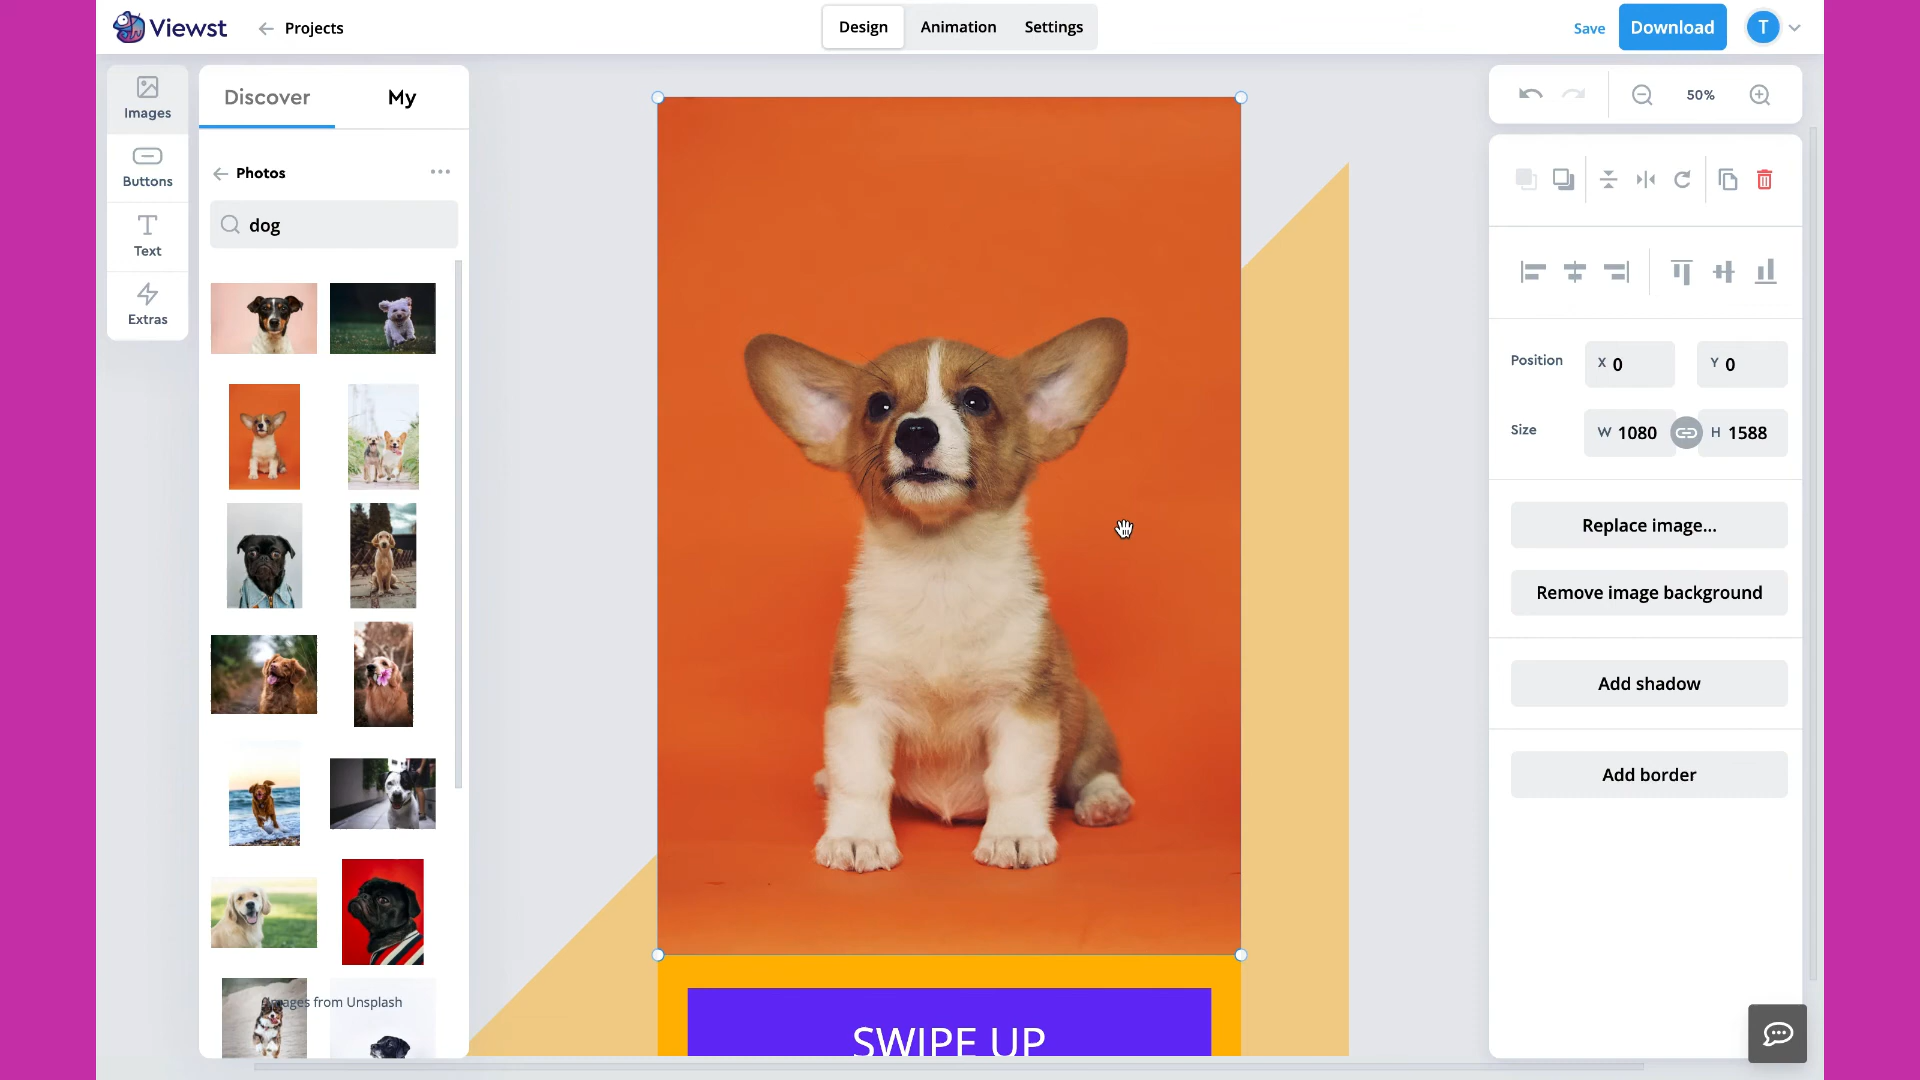 Viewst
Projects
Design
Animation
Settings
Save
Download
T
Images
Buttons
Text
Extras
Discover
My
Photos
dog
Images from Unsplash
SWIPE UP
50%
Position
X 0
Y 0
Size
W 1080
H 1588
Replace image...
Remove image background
Add shadow
Add border